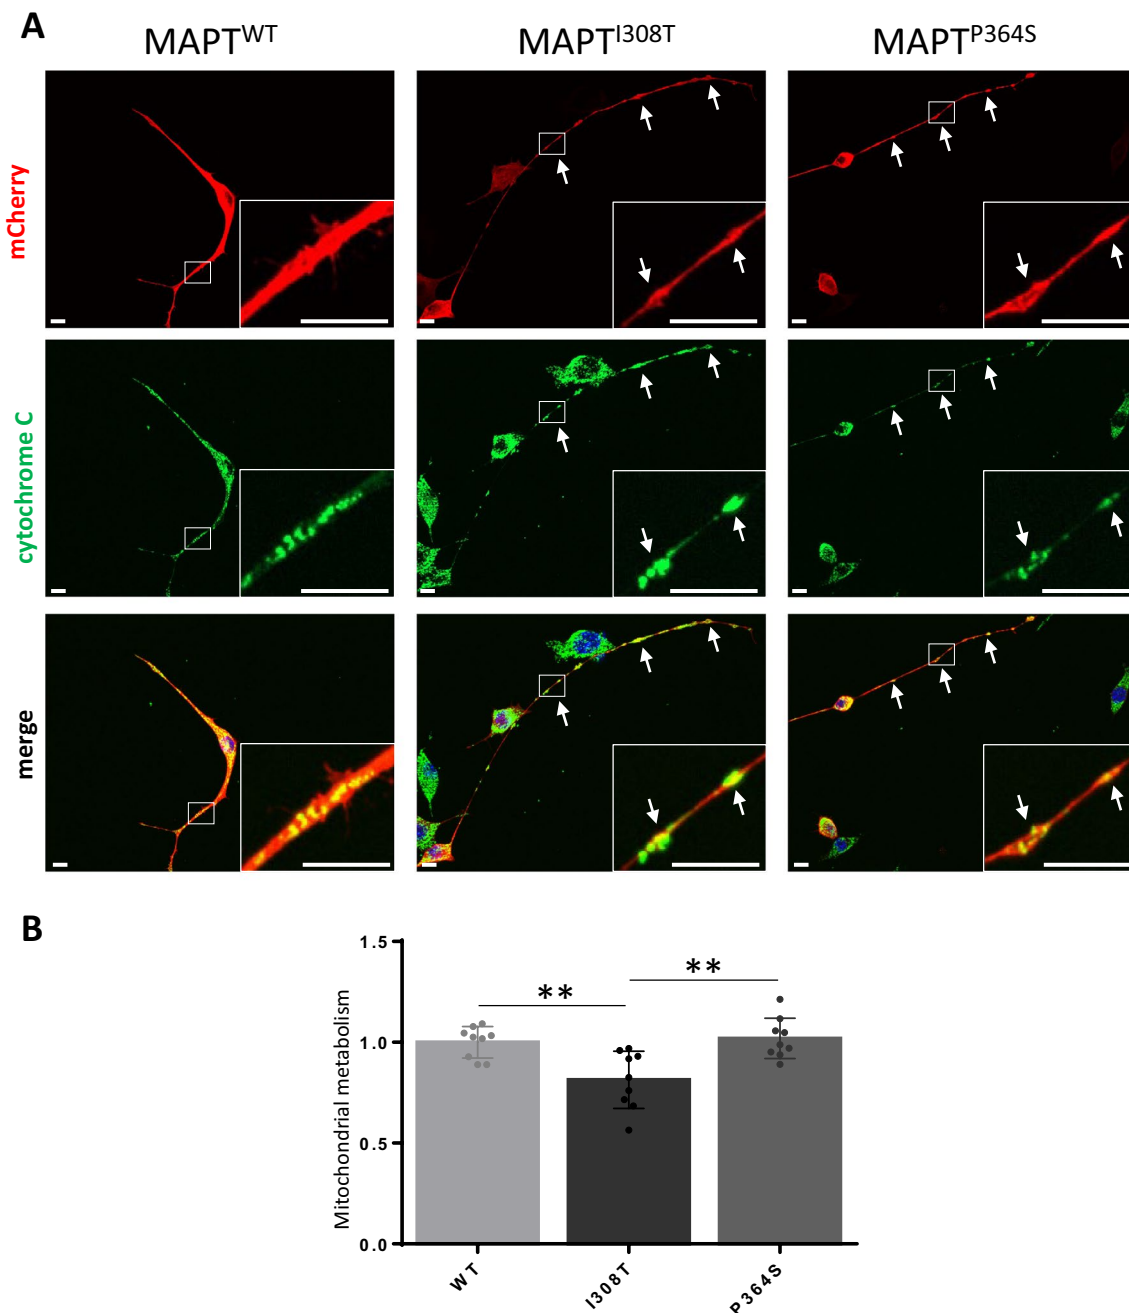 A
MAPTWT
MAPTI308T
MAPTP364S
mCherry
cytochrome C
merge
B
Mitochondrial metabolism
1.5
1.0
0.5
0.0
**
**
WT
I308T
P364S